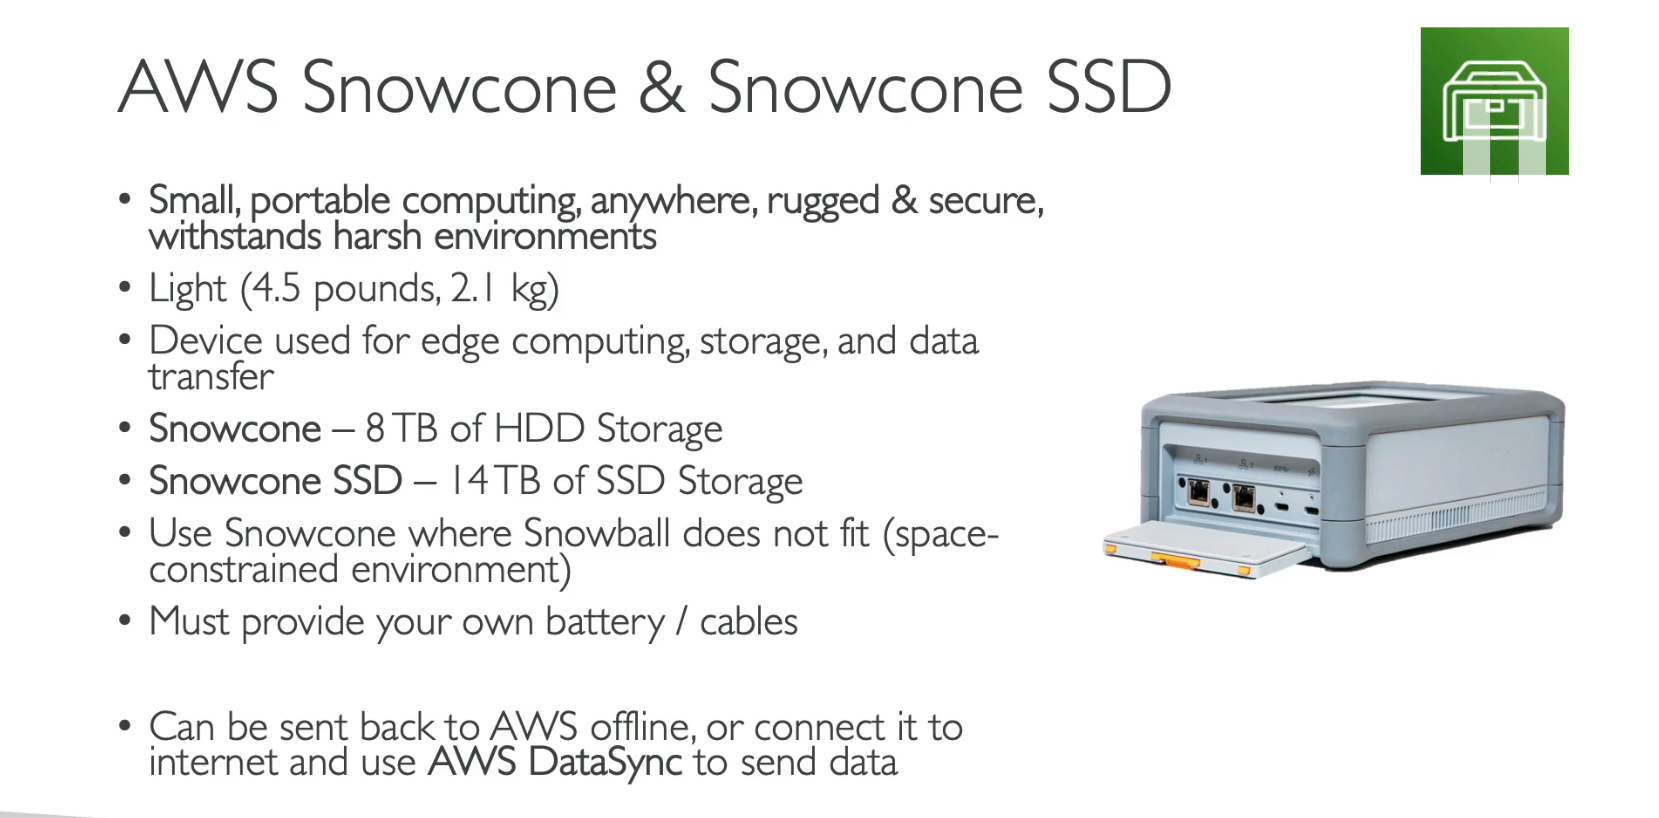 AWS Snowcone & Snowcone SSD
• Small, portable computing, anywhere, rugged & secure,
withstands harsh environments
• Light (4.5 pounds, 2.1 kg)
• Device used for edge computing, storage, and data
transfer
• Snowcone – 8 TB of HDD Storage
• Snowcone SSD – 14 TB of SSD Storage
• Use Snowcone where Snowball does not fit (space-
constrained environment)
• Must provide your own battery / cables
• Can be sent back to AWS offline, or connect it to
internet and use AWS DataSync to send data